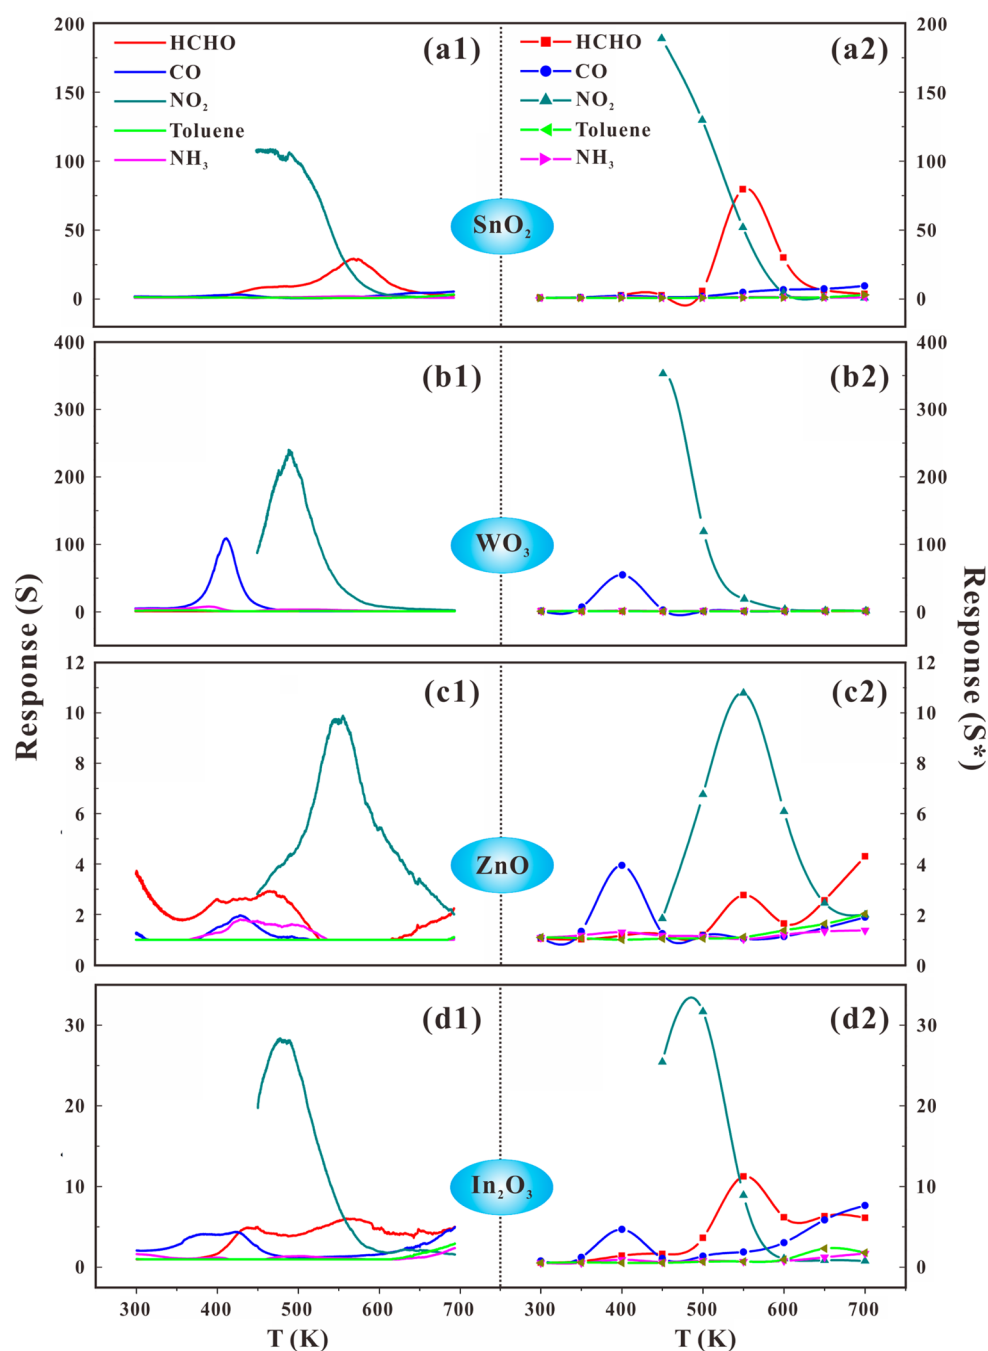 200
150
100
50
0
HCHO
CO
NO₂
Toluene
NH₃
(a1)
HCHO
CO
NO₂
Toluene
NH₃
(a2)
200
150
100
50
0
SnO₂
400
300
200
100
0
(b1)
(b2)
400
300
200
100
0
WO₃
Response (S)
Response (S*)
12
10
8
6
4
2
0
(c1)
(c2)
12
10
8
6
4
2
0
ZnO
30
20
10
0
(d1)
(d2)
30
20
10
0
In₂O₃
300 400 500 600 700
300 400 500 600 700
T (K)
T (K)